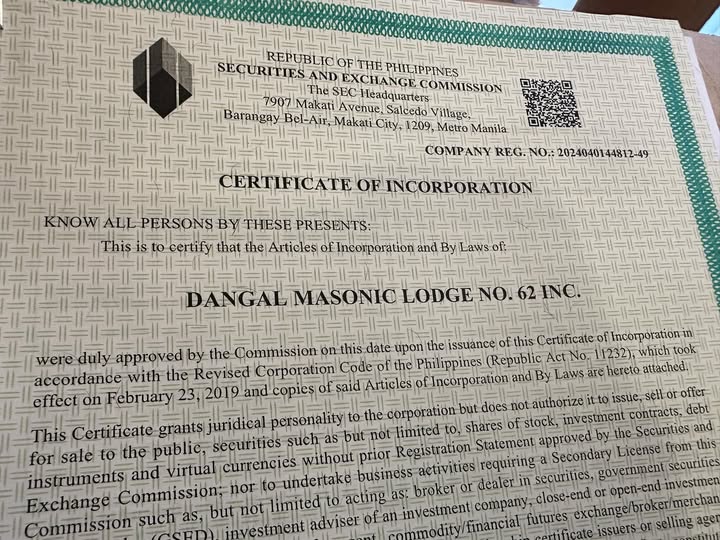 REPUBLIC OF THE PHILIPPINES
SECURITIES AND EXCHANGE COMMISSION
The SEC Headquarters
7907 Makati Avenue, Salcedo Village,
Barangay Bel-Air, Makati City, 1209, Metro Manila
COMPANY REG. NO.: 2024040144812-49
CERTIFICATE OF INCORPORATION
KNOW ALL PERSONS BY THESE PRESENTS:
This is to certify that the Articles of Incorporation and By Laws of:
DANGAL MASONIC LODGE NO. 62 INC.
were duly approved by the Commission on this date upon the issuance of this Certificate of Incorporation in
accordance with the Revised Corporation Code of the Philippines (Republic Act No. 11232), which took
effect on February 23, 2019 and copies of said Articles of Incorporation and By Laws are hereto attached.
This Certificate grants juridical personality to the corporation but does not authorize it to issue, sell or offer
for sale to the public, securities such as but not limited to, shares of stock, investment contracts, debt
instruments and virtual currencies without prior Registration Statement approved by the Securities and
Exchange Commission; nor to undertake business activities requiring a Secondary License from this
Commission such as, but not limited to acting as: broker or dealer in securities, government securities
(GSED), investment adviser of an investment company, close-end or open-end investment
commodity/financial futures exchange/broker/merchant
certificate issuers or selling agent